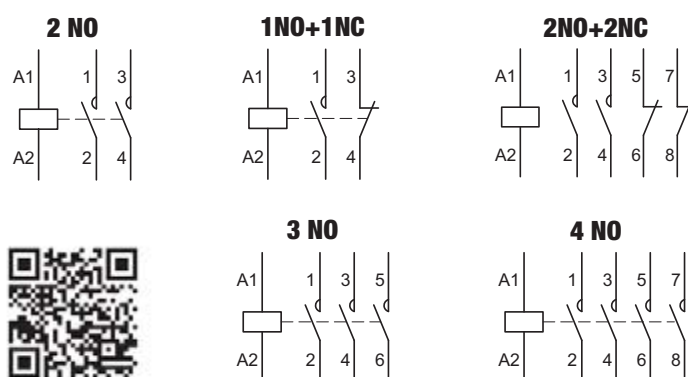 2 NO
1NO+1NC
2NO+2NC
A1 1 3
A1 1 3
A1 1 3 5 7
A2 2 4
A2 2 4
A2 2 4 6 8
3 NO
4 NO
A1 1 3 5
A1 1 3 5 7
A2 2 4 6
A2 2 4 6 8